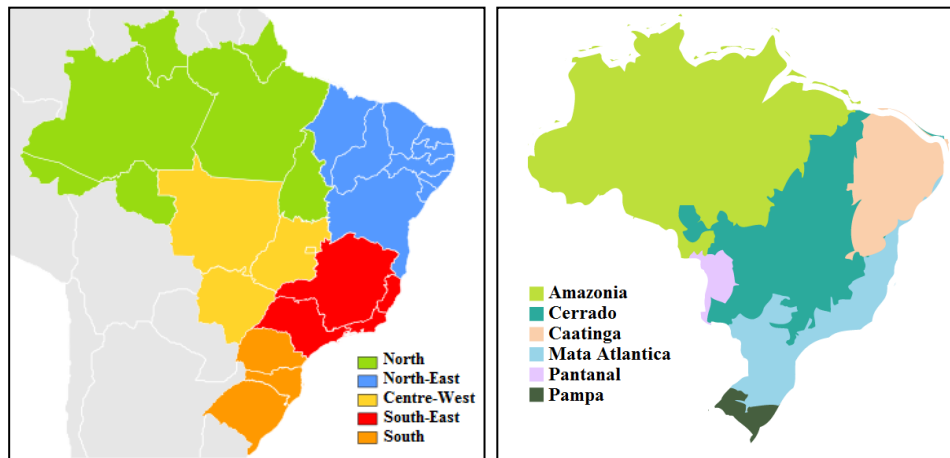 North
North-East
Centre-West
South-East
South
Amazonia
Cerrado
Caatinga
Mata Atlantica
Pantanal
Pampa